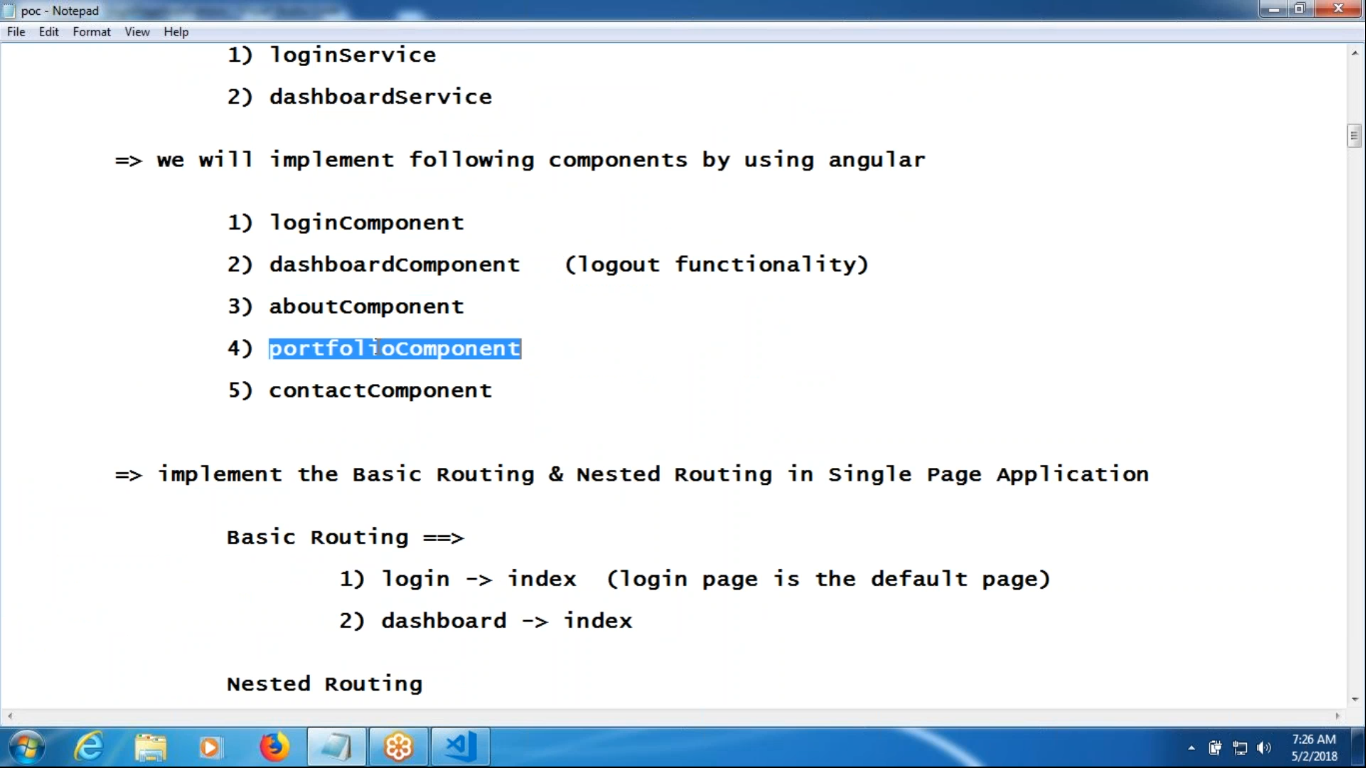 poc - Notepad
File Edit Format View Help
1) loginService
2) dashboardService
=> we will implement following components by using angular
1) loginComponent
2) dashboardComponent (logout functionality)
3) aboutComponent
4) portfolioComponent
5) contactComponent
=> implement the Basic Routing & Nested Routing in Single Page Application
Basic Routing ==>
1) login -> index (login page is the default page)
2) dashboard -> index
Nested Routing
7:26 AM
5/2/2018